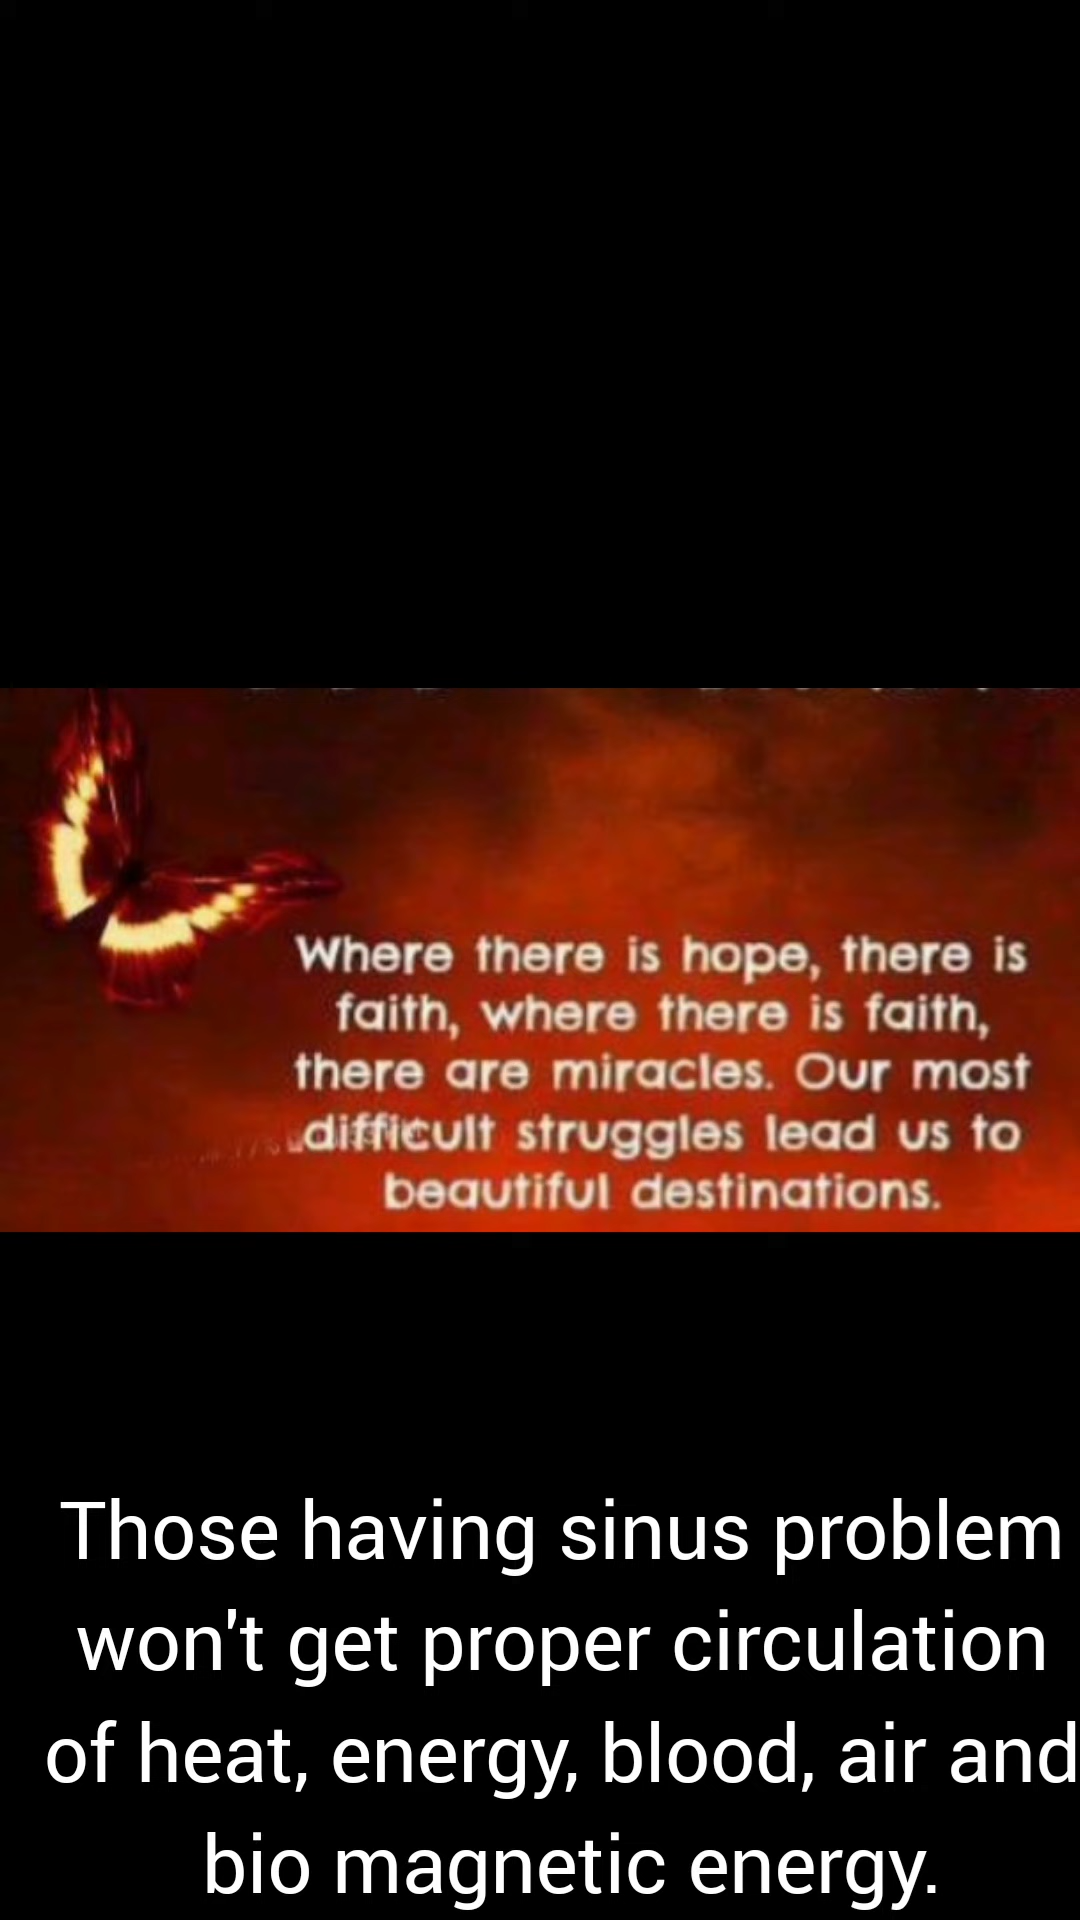 Where there is hope, there is
faith, where there is faith,
there are miracles. Our most
difficult struggles lead us to
beautiful destinations.
Those having sinus problem
won't get proper circulation
of heat, energy, blood, air and
bio magnetic energy.